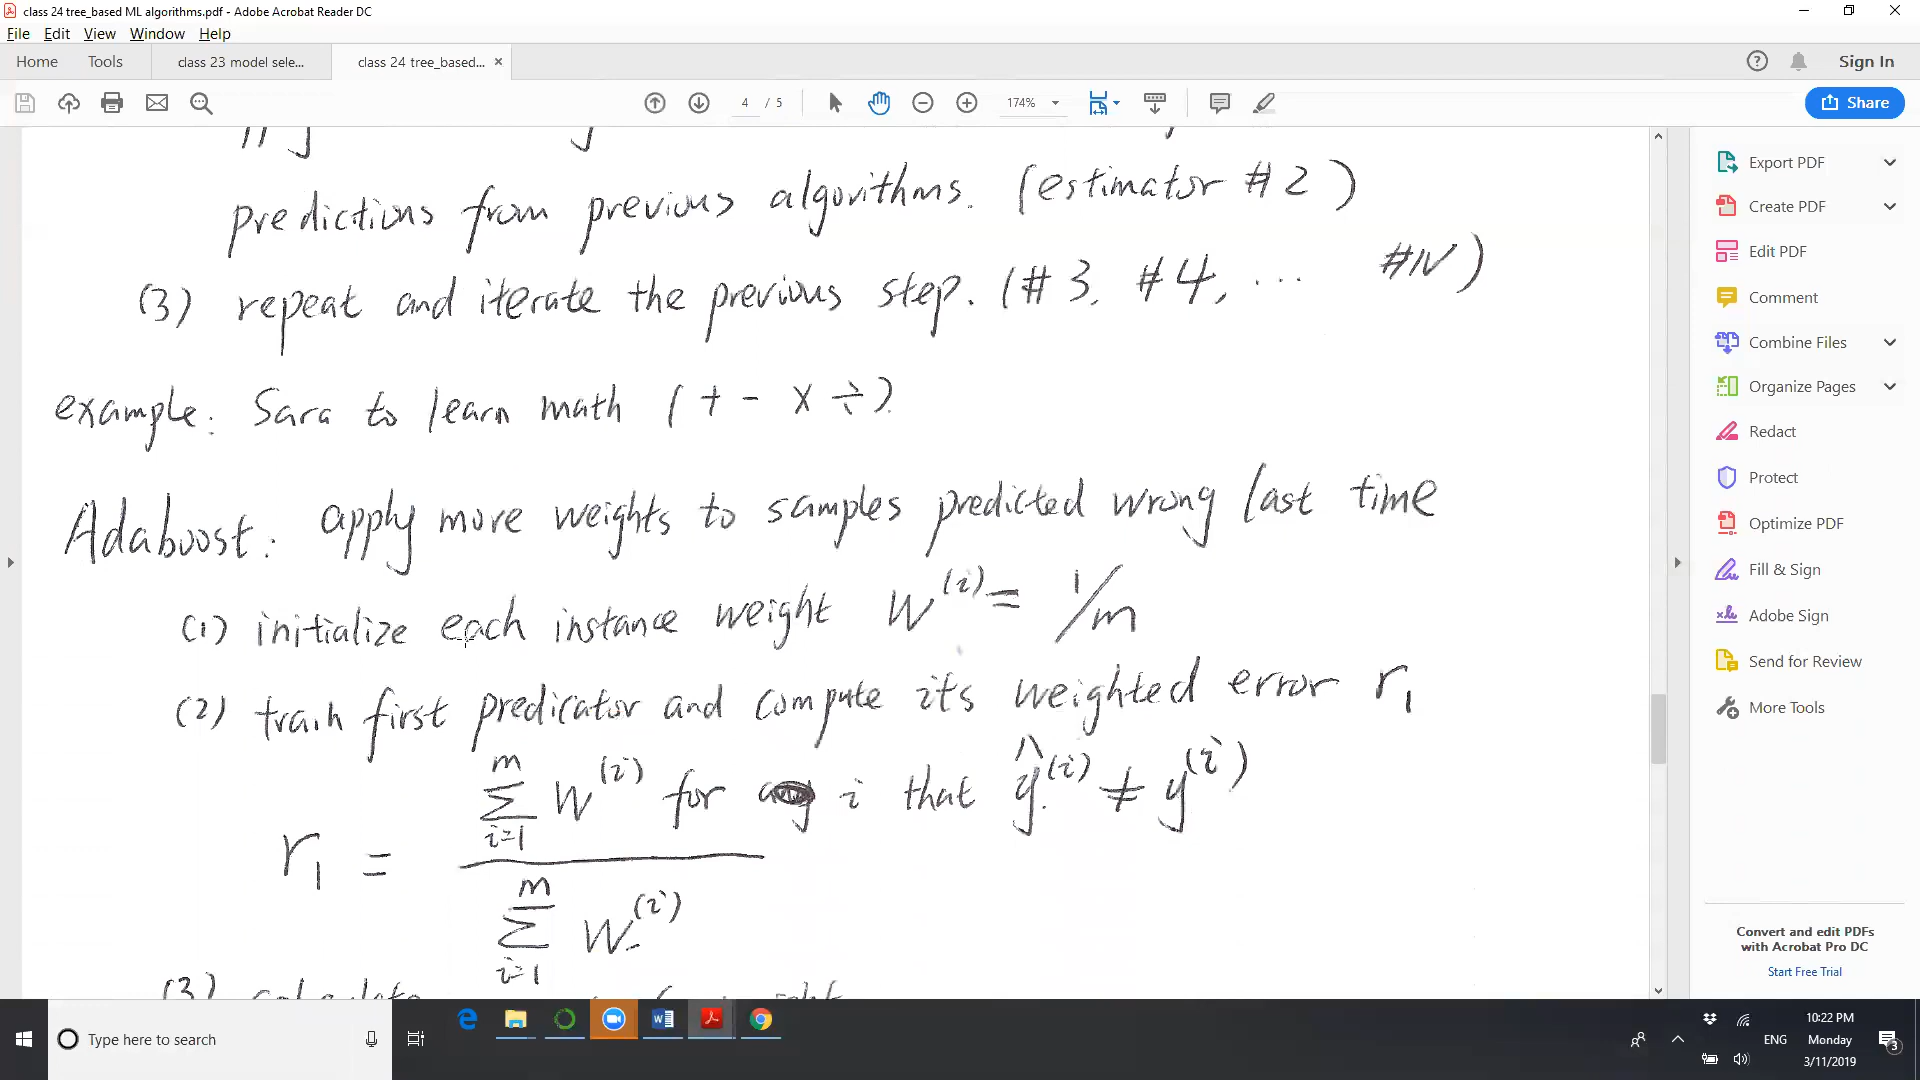 class 24 tree_based ML algorithms.pdf - Adobe Acrobat Reader DC
File Edit View Window Help
Home Tools class 23 model sele... class 24 tree_based... × Sign In
4 / 5 174% Share
predictions from previous algorithms. (estimator #2)
(3) repeat and iterate the previous step. (#3, #4, ... #N)
example: Sara to learn math (+ - × ÷).
Adaboost: apply more weights to samples predicted wrong last time
(1) initialize each instance weight W^(i) = 1/m
(2) train first predicator and compute its weighted error r₁
m
Σ W^(i) for i that ŷ^(i) ≠ y^(i)
i=1
r₁ =
m
Σ W^(i)
i=1
(3) calculate
Export PDF
Create PDF
Edit PDF
Comment
Combine Files
Organize Pages
Redact
Protect
Optimize PDF
Fill & Sign
Adobe Sign
Send for Review
More Tools
Convert and edit PDFs
with Acrobat Pro DC
Start Free Trial
Type here to search
10:22 PM
ENG Monday
3/11/2019
3